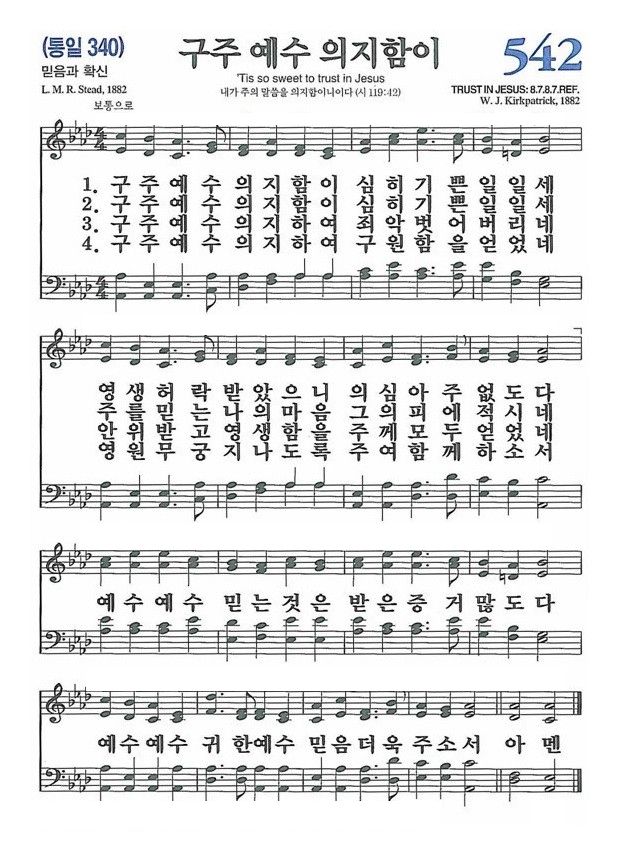 (통일 340)
구주 예수 의지함이
542
믿음과 확신
'Tis so sweet to trust in Jesus
L. M. R. Stead, 1882
내가 주의 말씀을 의지함이니이다 (시 119:42)
TRUST IN JESUS: 8.7.8.7.REF.
보통으로
W. J. Kirkpatrick, 1882
1. 구 주 예 수 의 지 함 이 심 히 기 쁜 일 일 세
2. 구 주 예 수 의 지 함 이 심 히 기 쁜 일 일 세
3. 구 주 예 수 의 지 하 여 죄 악 벗 어 버 리 네
4. 구 주 예 수 의 지 하 여 구 원 함 을 얻 었 네
영 생 허 락 받 았 으 니 의 심 아 주 없 도 다
주 를 믿 는 나 의 마 음 그 의 피 에 적 시 네
안 위 받 고 영 생 함 을 주 께 모 두 얻 었 네
영 원 무 궁 지 나 도 록 주 여 함 께 하 소 서
예 수 예 수 믿 는 것 은 받 은 증 거 많 도 다
예 수 예 수 귀 한 예 수 믿 음 더 욱 주 소 서 아 멘